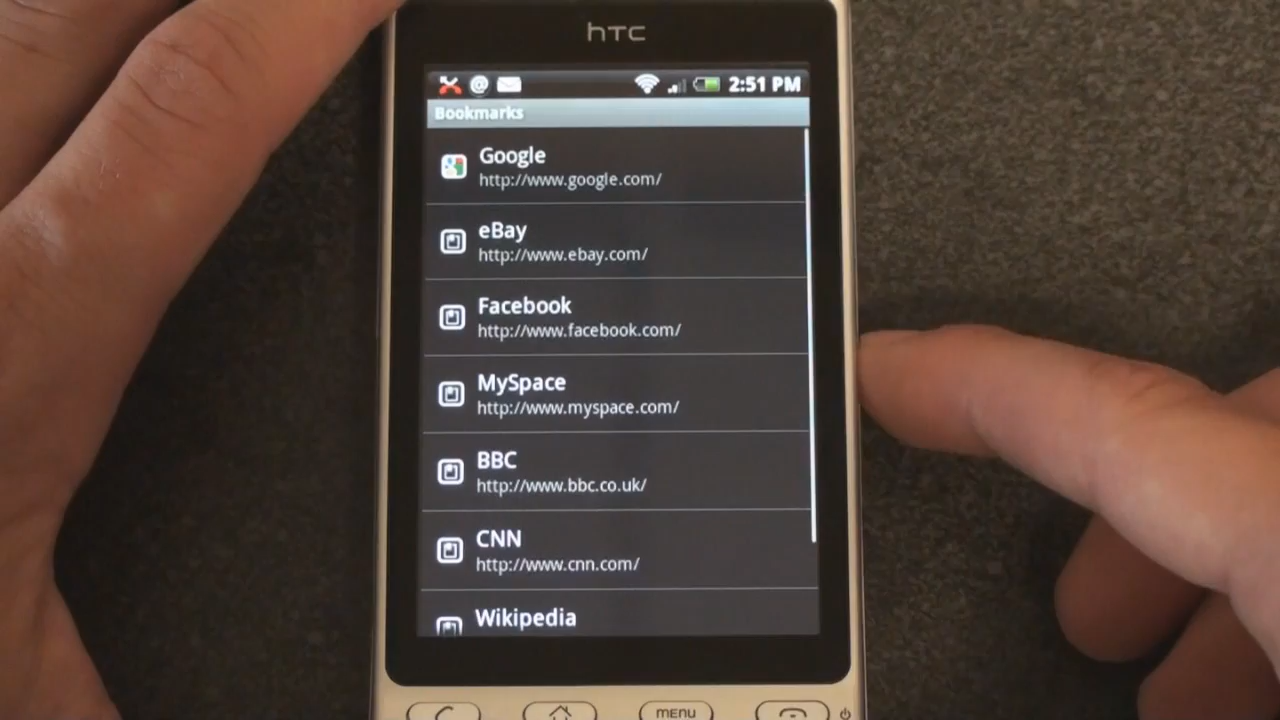 hTC
2:51 PM
Bookmarks
Google
http://www.google.com/
eBay
http://www.ebay.com/
Facebook
http://www.facebook.com/
MySpace
http://www.myspace.com/
BBC
http://www.bbc.co.uk/
CNN
http://www.cnn.com/
Wikipedia
MENU